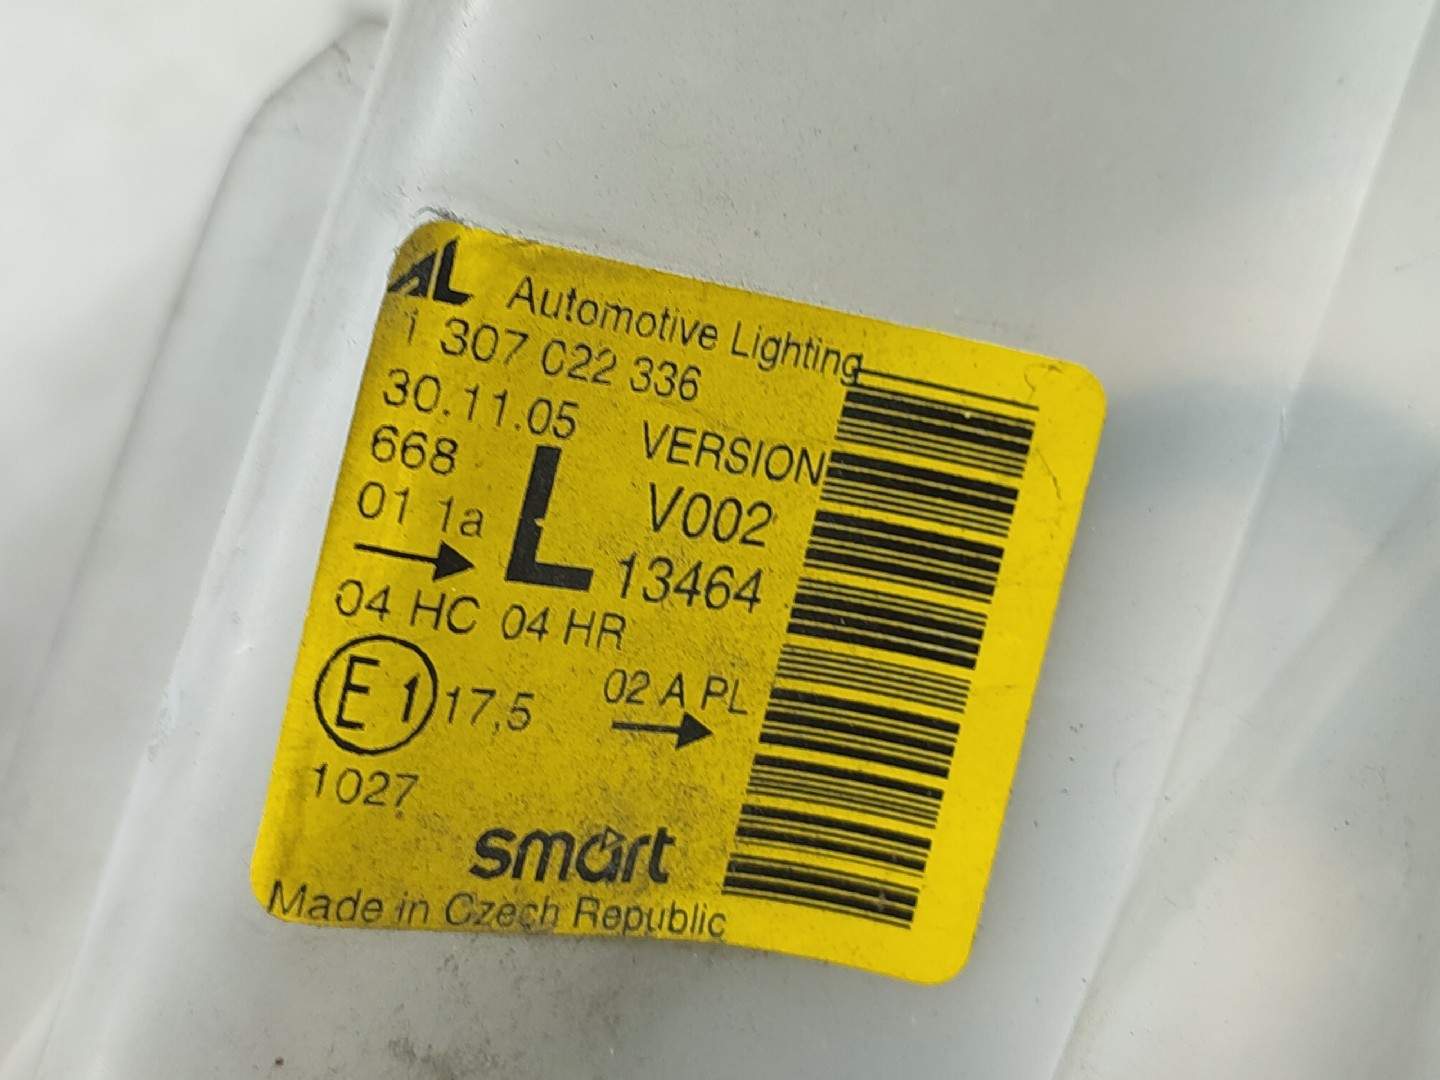 AL Automotive Lighting
1 307 022 336
30.11.05
668
VERSION
01 1a
L
V002
13464
04 HC 04 HR
E1 17,5
02 A PL
1027
smart
Made in Czech Republic